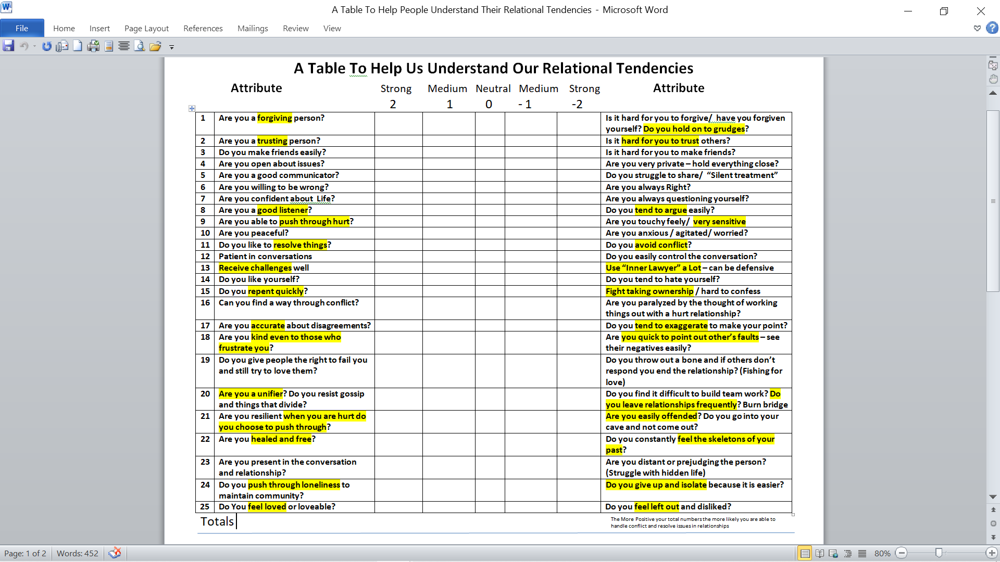 A Table To Help People Understand Their Relational Tendencies - Microsoft Word
File Home Insert Page Layout References Mailings Review View
A Table To Help Us Understand Our Relational Tendencies
Attribute Strong Medium Neutral Medium Strong Attribute
2 1 0 - 1 -2
1 Are you a forgiving person? Is it hard for you to forgive/ have you forgiven
yourself? Do you hold on to grudges?
2 Are you a trusting person? Is it hard for you to trust others?
3 Do you make friends easily? Is it hard for you to make friends?
4 Are you open about issues? Are you very private – hold everything close?
5 Are you a good communicator? Do you struggle to share/ “Silent treatment”
6 Are you willing to be wrong? Are you always Right?
7 Are you confident about Life? Are you always questioning yourself?
8 Are you a good listener? Do you tend to argue easily?
9 Are you able to push through hurt? Are you touchy feely/ very sensitive
10 Are you peaceful? Are you anxious / agitated/ worried?
11 Do you like to resolve things? Do you avoid conflict?
12 Patient in conversations Do you easily control the conversation?
13 Receive challenges well Use “Inner Lawyer” a Lot – can be defensive
14 Do you like yourself? Do you tend to hate yourself?
15 Do you repent quickly? Fight taking ownership / hard to confess
16 Can you find a way through conflict? Are you paralyzed by the thought of working
things out with a hurt relationship?
17 Are you accurate about disagreements? Do you tend to exaggerate to make your point?
18 Are you kind even to those who Are you quick to point out other’s faults – see
frustrate you? their negatives easily?
19 Do you give people the right to fail you Do you throw out a bone and if others don’t
and still try to love them? respond you end the relationship? (Fishing for
love)
20 Are you a unifier? Do you resist gossip Do you find it difficult to build team work? Do
and things that divide? you leave relationships frequently? Burn bridge
21 Are you resilient when you are hurt do Are you easily offended? Do you go into your
you choose to push through? cave and not come out?
22 Are you healed and free? Do you constantly feel the skeletons of your
past?
23 Are you present in the conversation Are you distant or prejudging the person?
and relationship? (Struggle with hidden life)
24 Do you push through loneliness to Do you give up and isolate because it is easier?
maintain community?
25 Do You feel loved or loveable? Do you feel left out and disliked?
Totals The More Positive your total numbers the more likely you are able to
handle conflict and resolve issues in relationships
Page: 1 of 2 Words: 452 80%